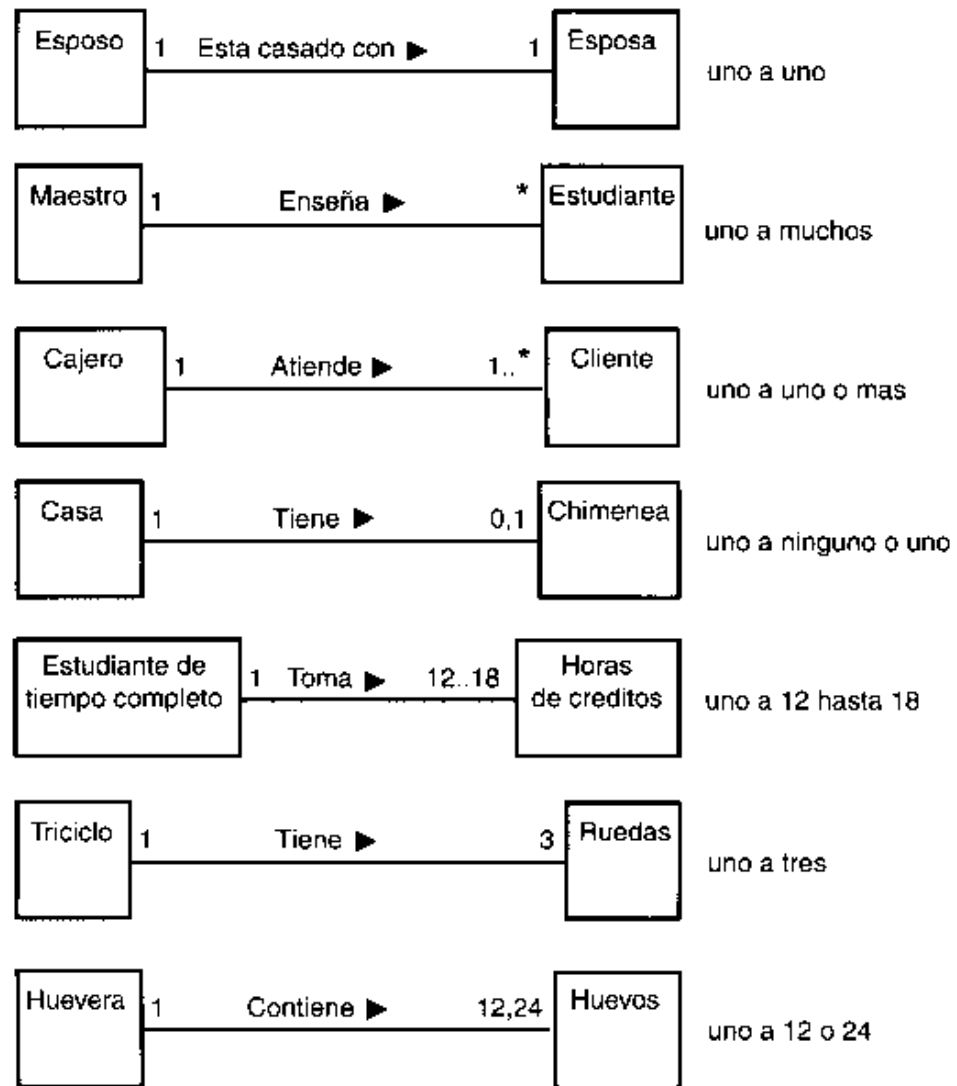 Esposo 1 Esta casado con ▶ 1 Esposa
uno a uno
Maestro 1 Enseña ▶ * Estudiante
uno a muchos
Cajero 1 Atiende ▶ 1..* Cliente
uno a uno o mas
Casa 1 Tiene ▶ 0,1 Chimenea
uno a ninguno o uno
Estudiante de
tiempo completo
1 Toma ▶ 12..18
Horas
de creditos
uno a 12 hasta 18
Triciclo 1 Tiene ▶ 3 Ruedas
uno a tres
Huevera 1 Contiene ▶ 12,24 Huevos
uno a 12 o 24